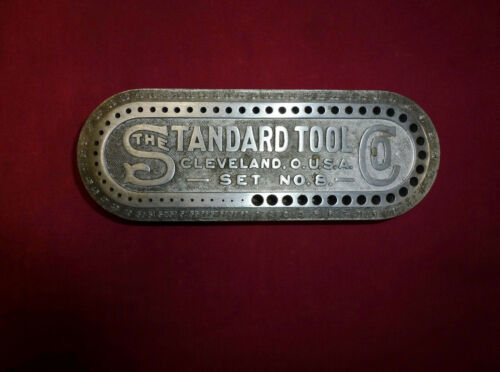 THE STANDARD TOOL CO
CLEVELAND, O. U.S.A.
SET NO. 8.